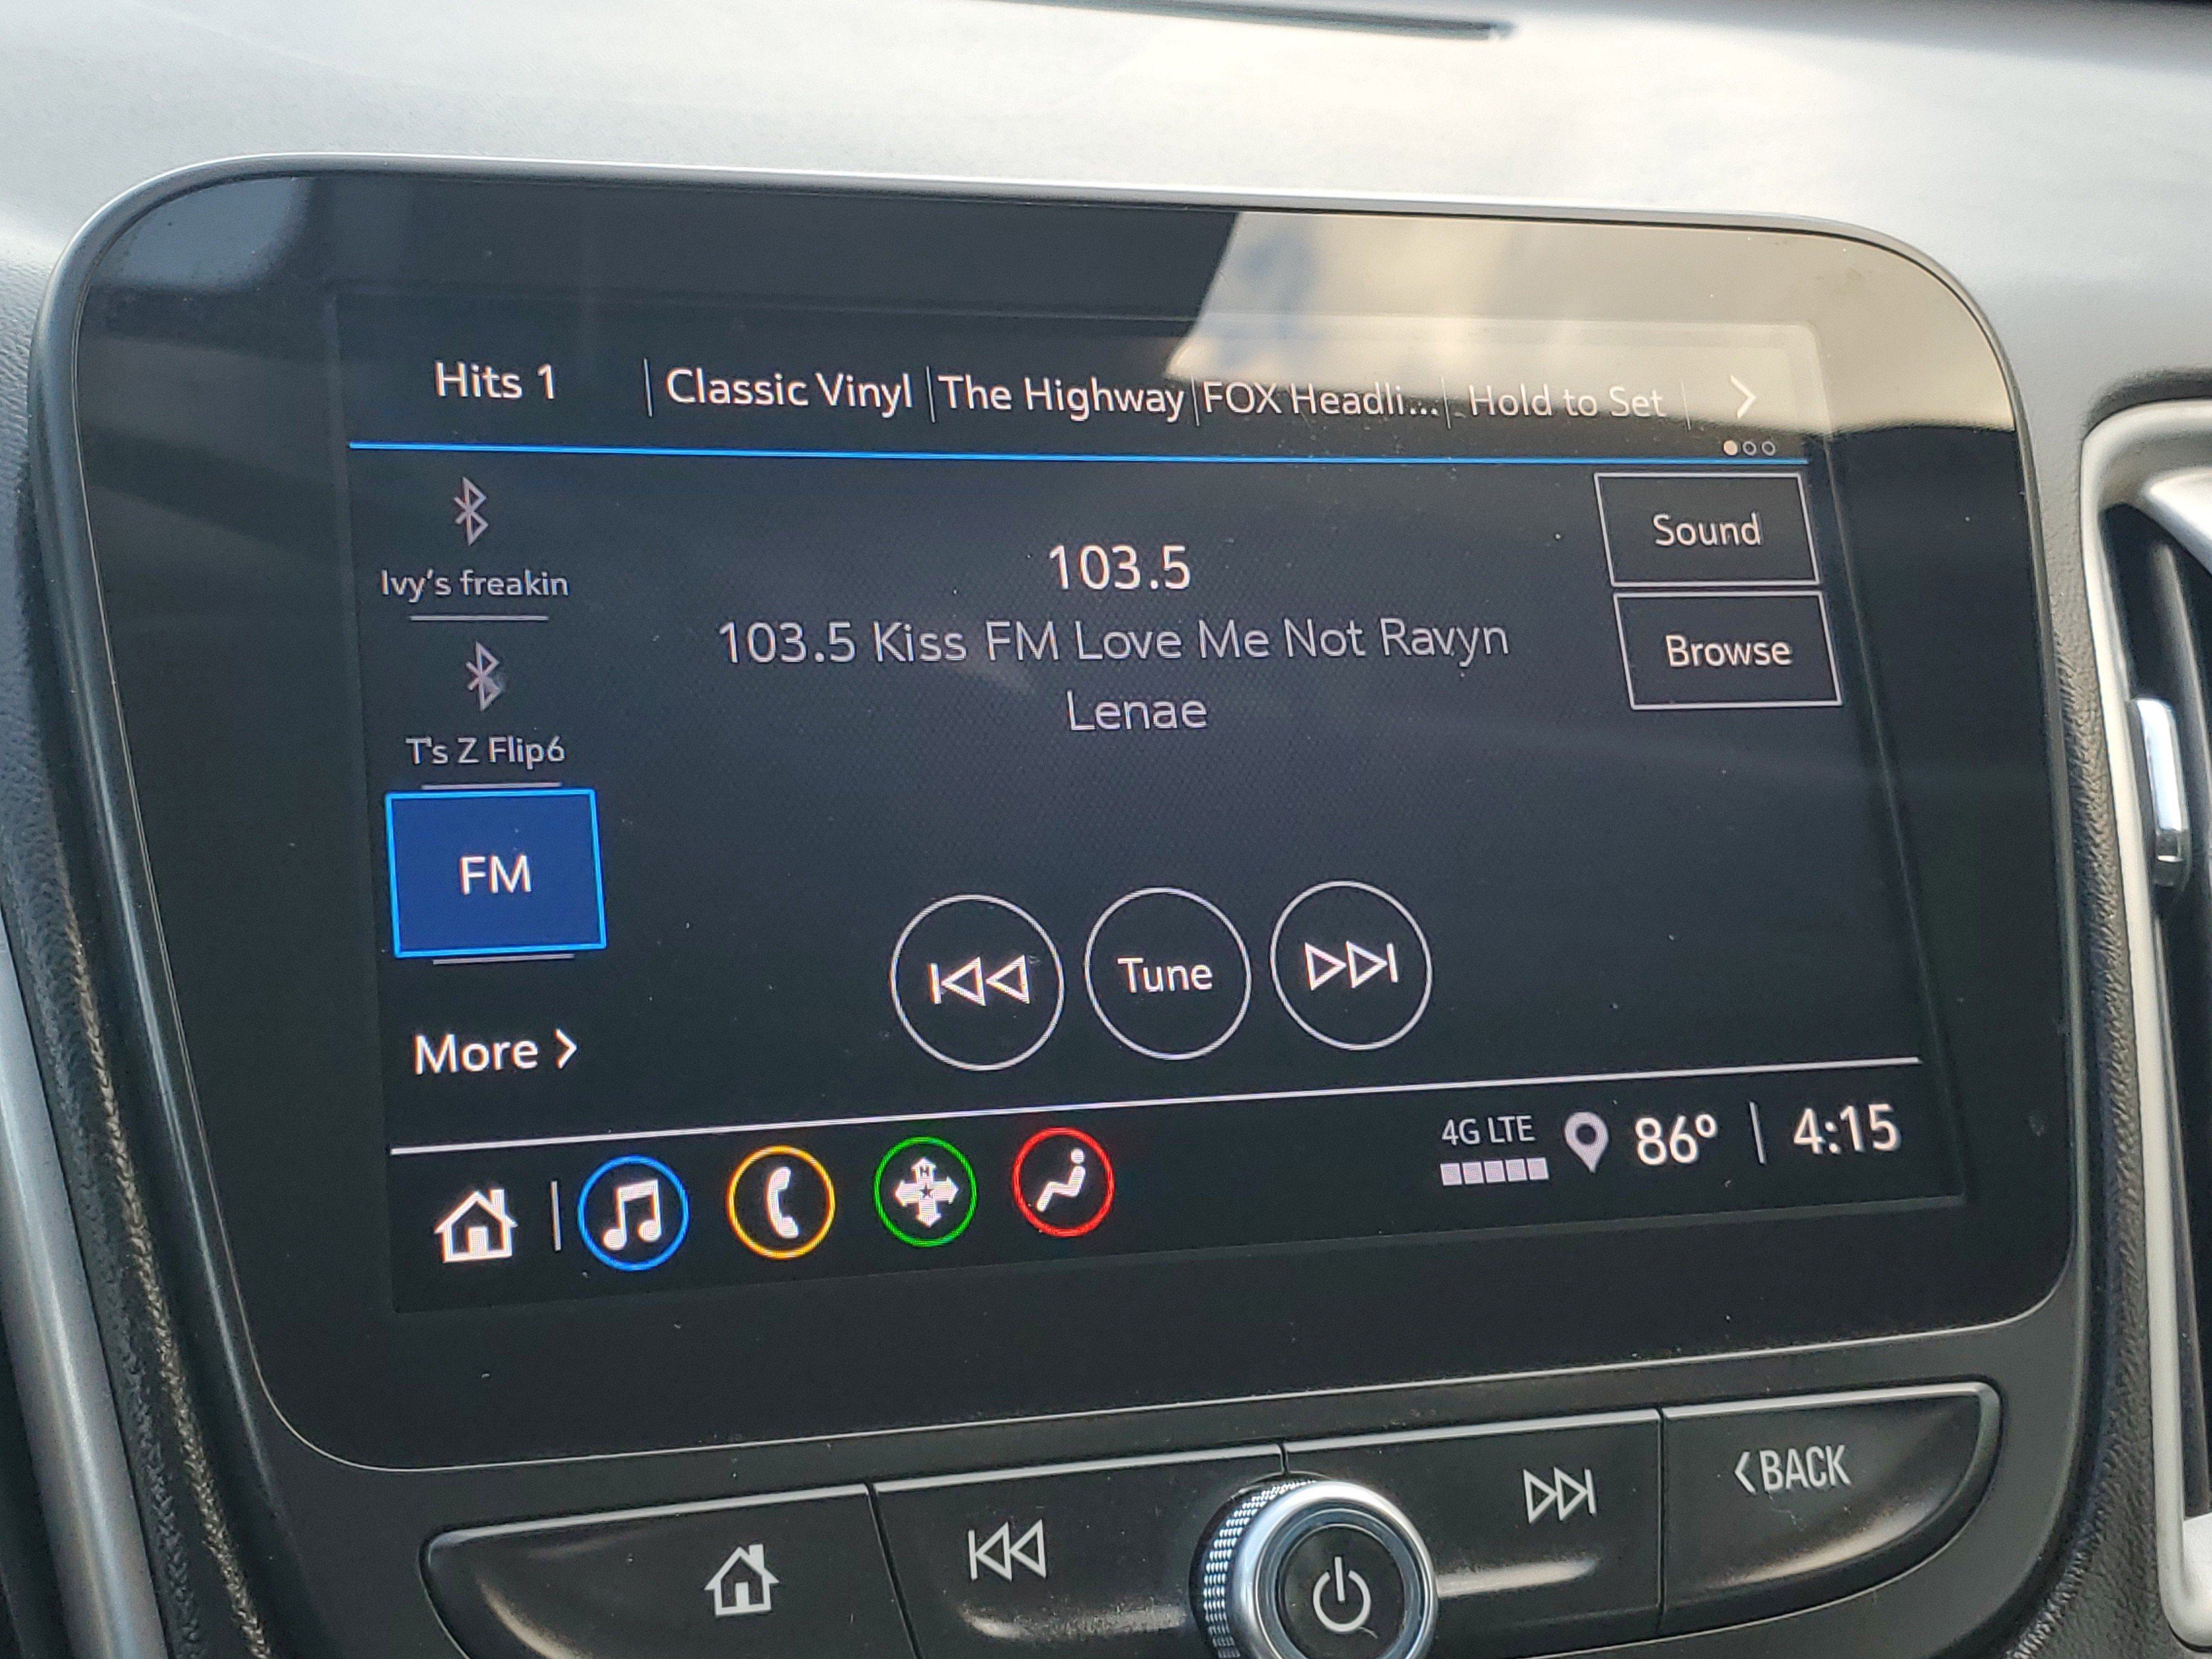 Hits 1 Classic Vinyl The Highway FOX Headli... Hold to Set
Ivy's freakin
T's Z Flip6
FM
More
103.5
103.5 Kiss FM Love Me Not Ravyn
Lenae
Sound
Browse
Tune
4G LTE
86° 4:15
N
BACK